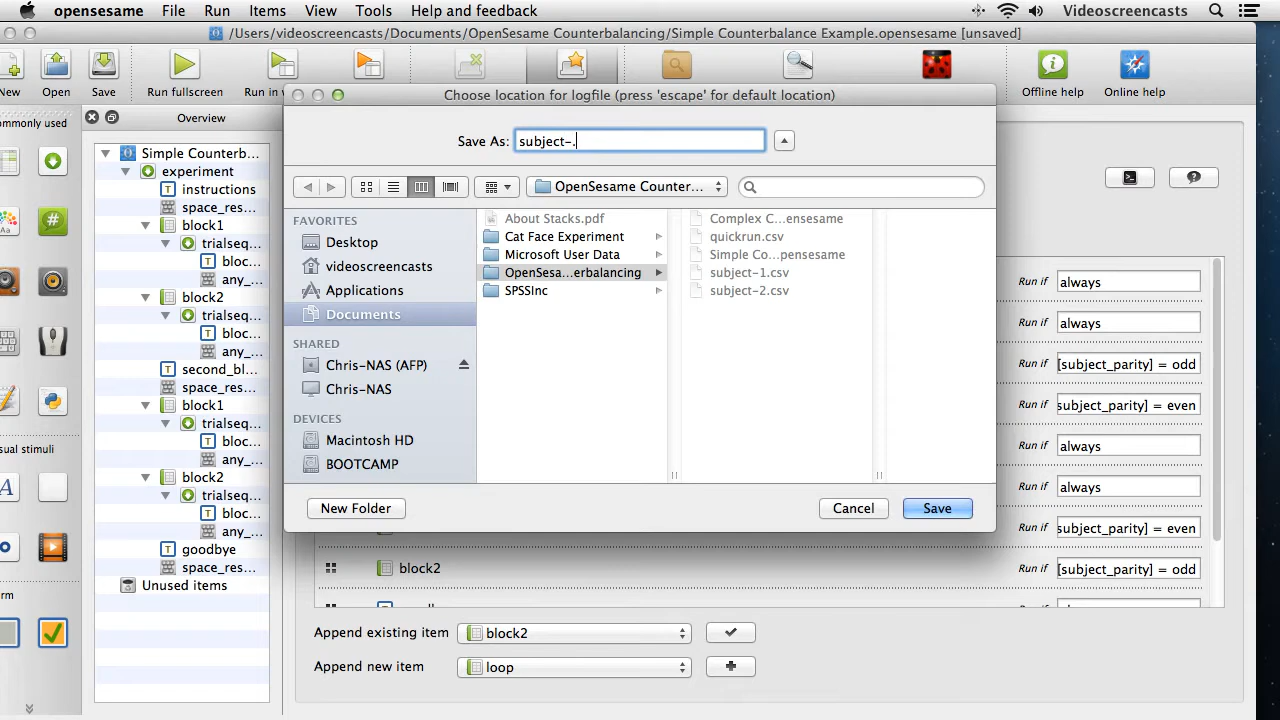 opensesame File Run Items View Tools Help and feedback Videoscreencasts
/Users/videoscreencasts/Documents/OpenSesame Counterbalancing/Simple Counterbalance Example.opensesame [unsaved]
New Open Save Run fullscreen Run in w Offline help Online help
Choose location for logfile (press 'escape' for default location)
ommonly used
Overview
Save As: subject-.
Simple Counterb...
experiment
instructions
space_res...
block1
trialseq...
bloc...
any_...
block2
trialseq...
bloc...
any_...
second_bl...
space_res...
block1
trialseq...
bloc...
any_...
block2
trialseq...
bloc...
any_...
goodbye
space_res...
Unused items
sual stimuli
A
rm
OpenSesame Counter...
FAVORITES
Desktop
videoscreencasts
Applications
Documents
SHARED
Chris-NAS (AFP)
Chris-NAS
DEVICES
Macintosh HD
BOOTCAMP
About Stacks.pdf
Cat Face Experiment
Microsoft User Data
OpenSesa...erbalancing
SPSSInc
Complex C...ensesame
quickrun.csv
Simple Co...pensesame
subject-1.csv
subject-2.csv
New Folder Cancel Save
Run if always
Run if always
Run if [subject_parity] = odd
Run if subject_parity] = even
Run if always
Run if always
Run if subject_parity] = even
block2 Run if [subject_parity] = odd
Append existing item block2
Append new item loop